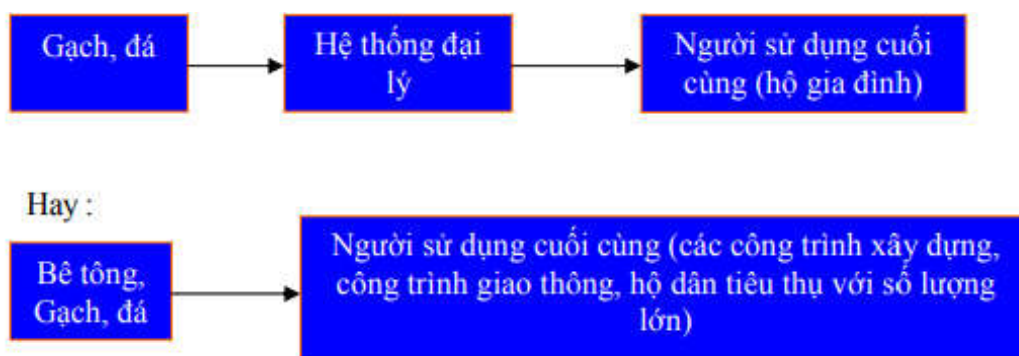 Gạch, đá
Hệ thống đại
lý
Người sử dụng cuối
cùng (hộ gia đình)
Hay :
Bê tông,
Gạch, đá
Người sử dụng cuối cùng (các công trình xây dựng,
công trình giao thông, hộ dân tiêu thụ với số lượng
lớn)